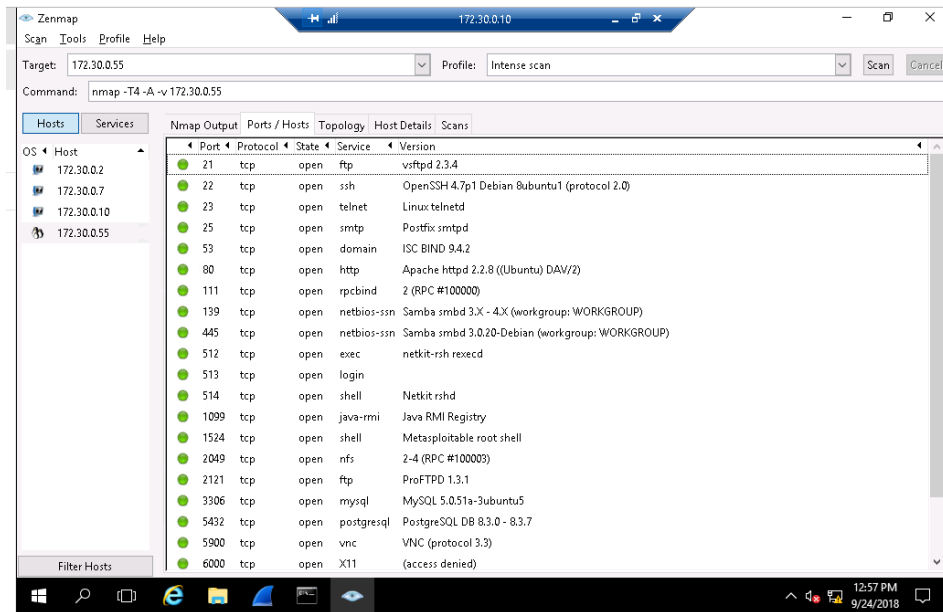 Zenmap
172.30.0.10
Scan Tools Profile Help
Target: 172.30.0.55 Profile: Intense scan Scan Cancel
Command: nmap -T4 -A -v 172.30.0.55
Hosts Services Nmap Output Ports / Hosts Topology Host Details Scans
OS Host Port Protocol State Service Version
172.30.0.2
172.30.0.7
172.30.0.10
172.30.0.55
21 tcp open ftp vsftpd 2.3.4
22 tcp open ssh OpenSSH 4.7p1 Debian 8ubuntu1 (protocol 2.0)
23 tcp open telnet Linux telnetd
25 tcp open smtp Postfix smtpd
53 tcp open domain ISC BIND 9.4.2
80 tcp open http Apache httpd 2.2.8 ((Ubuntu) DAV/2)
111 tcp open rpcbind 2 (RPC #100000)
139 tcp open netbios-ssn Samba smbd 3.X - 4.X (workgroup: WORKGROUP)
445 tcp open netbios-ssn Samba smbd 3.0.20-Debian (workgroup: WORKGROUP)
512 tcp open exec netkit-rsh rexecd
513 tcp open login
514 tcp open shell Netkit rshd
1099 tcp open java-rmi Java RMI Registry
1524 tcp open shell Metasploitable root shell
2049 tcp open nfs 2-4 (RPC #100003)
2121 tcp open ftp ProFTPD 1.3.1
3306 tcp open mysql MySQL 5.0.51a-3ubuntu5
5432 tcp open postgresql PostgreSQL DB 8.3.0 - 8.3.7
5900 tcp open vnc VNC (protocol 3.3)
6000 tcp open X11 (access denied)
Filter Hosts
12:57 PM
9/24/2018